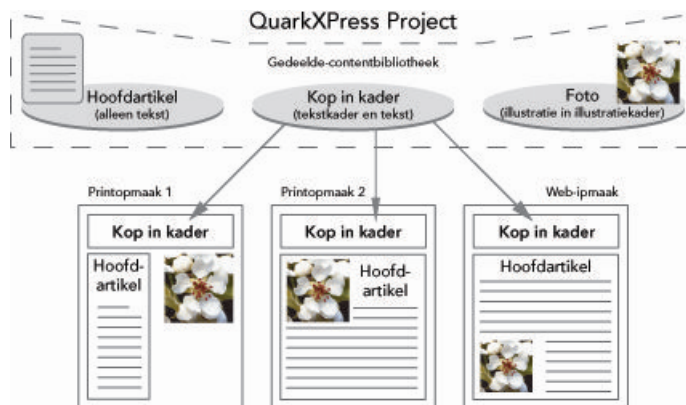 QuarkXPress Project
Gedeelde-contentbibliotheek
Hoofdartikel
(alleen tekst)
Kop in kader
(tekstkader en tekst)
Foto
(illustratie in illustratiekader)
Printopmaak 1
Kop in kader
Hoofd-
artikel
Printopmaak 2
Kop in kader
Hoofd-
artikel
Web-ipmaak
Kop in kader
Hoofdartikel